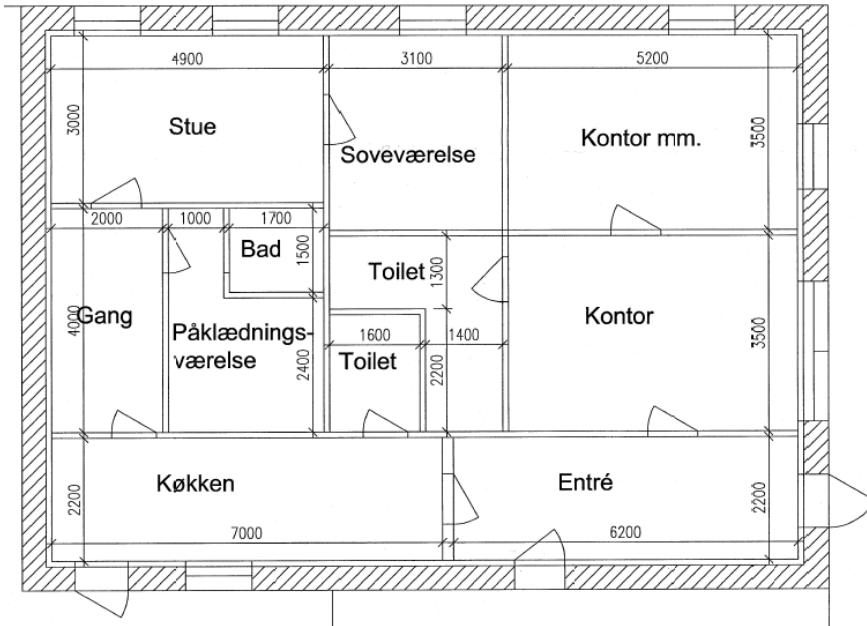 4900
3100
5200
3000
Stue
Soveværelse
Kontor mm.
3500
2000
1000
1700
Bad
1500
Toilet
1300
Gang
4000
Påklædnings-
værelse
2400
1600
1400
Toilet
2200
Kontor
3500
Køkken
Entré
2200
2200
7000
6200